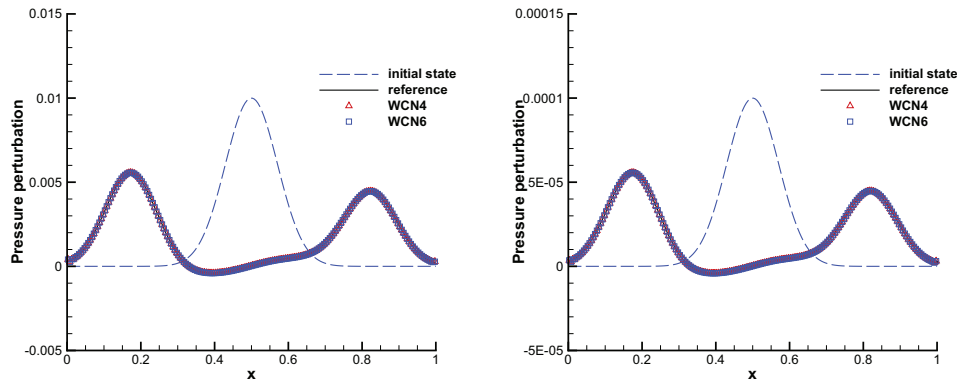 0.015
0.01
0.005
0
-0.005
Pressure perturbation
initial state
reference
WCN4
WCN6
0 0.2 0.4 0.6 0.8 1
x
0.00015
0.0001
5E-05
0
-5E-05
Pressure perturbation
initial state
reference
WCN4
WCN6
0 0.2 0.4 0.6 0.8 1
x